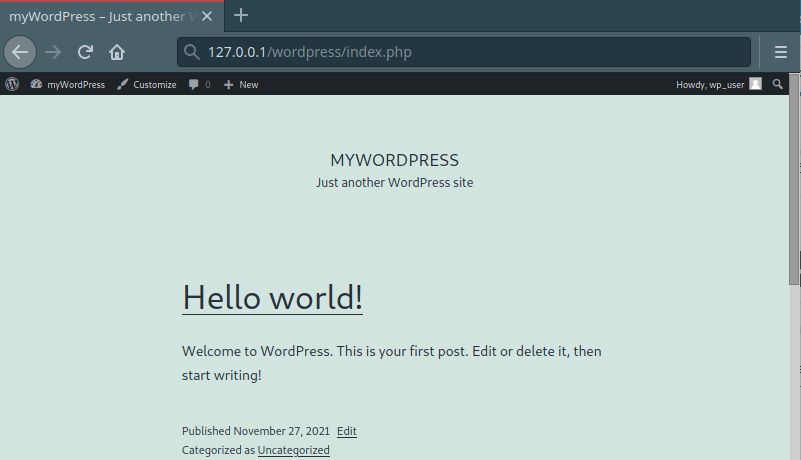 myWordPress – Just another W
127.0.0.1/wordpress/index.php
myWordPress Customize 0 New Howdy, wp_user
MYWORDPRESS
Just another WordPress site
Hello world!
Welcome to WordPress. This is your first post. Edit or delete it, then
start writing!
Published November 27, 2021 Edit
Categorized as Uncategorized